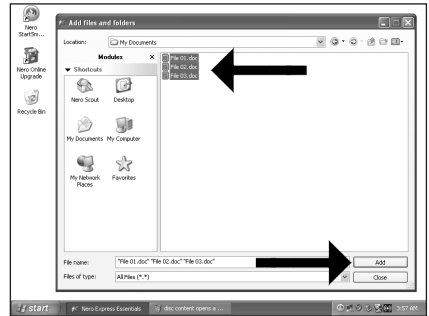 Nero
StartSm...
Nero Online
Upgrade
Recycle Bin
Add files and folders
Location:
My Documents
Modules
×
Shortcuts
Nero Scout
Desktop
My Documents
My Computer
My Network
Places
Favorites
File 01.doc
File 02.doc
File 03.doc
File name:
"File 01.doc" "File 02.doc" "File 03.doc"
Add
Files of type:
All Files (*.*)
Close
start
Nero Express Essentials
disc content opens a ...
3:57 AM